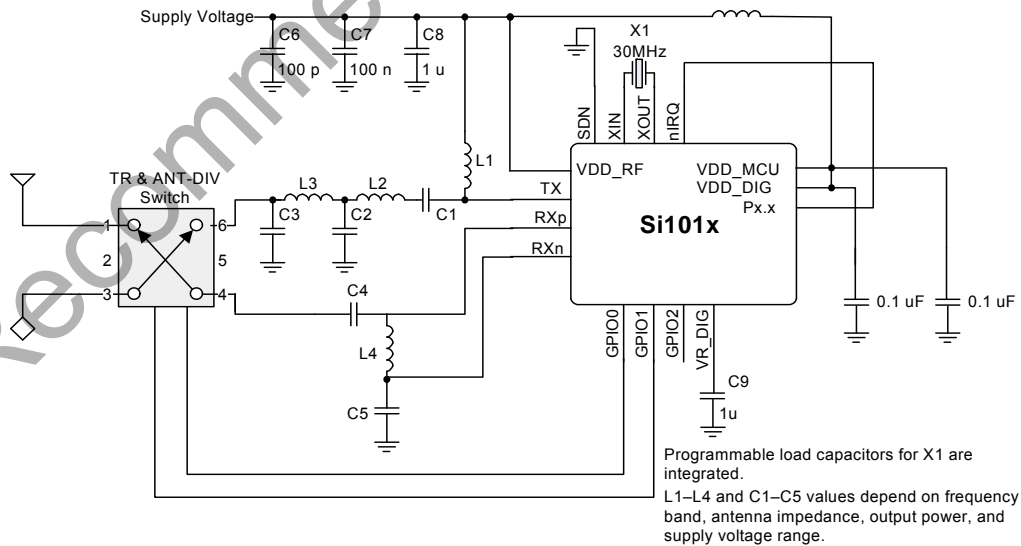 Supply Voltage
C6
100 p
C7
100 n
C8
1 u
X1
30MHz
SDN
XIN
XOUT
nIRQ
L1
VDD_RF
VDD_MCU
VDD_DIG
Px.x
TX
RXp
RXn
Si101x
TR & ANT-DIV
Switch
L3
L2
C3
C2
C1
1
6
2
5
3
4
C4
L4
C5
GPIO0
GPIO1
GPIO2
VR_DIG
C9
1u
0.1 uF
0.1 uF
Programmable load capacitors for X1 are
integrated.
L1–L4 and C1–C5 values depend on frequency
band, antenna impedance, output power, and
supply voltage range.
Recomme